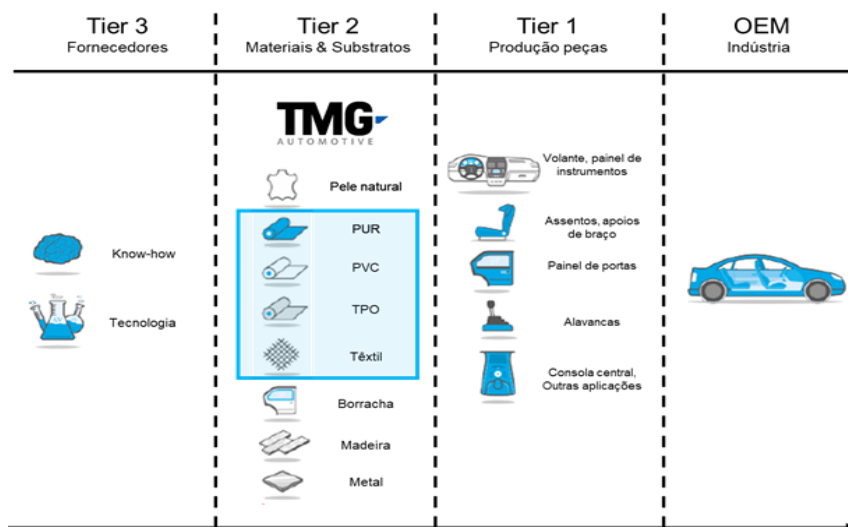 Tier 3
Fornecedores
Tier 2
Materiais & Substratos
Tier 1
Produção peças
OEM
Indústria
Know-how
Tecnologia
TMG
AUTOMOTIVE
Pele natural
PUR
PVC
TPO
Têxtil
Borracha
Madeira
Metal
Volante, painel de
instrumentos
Assentos, apoios
de braço
Painel de portas
Alavancas
Consola central,
Outras aplicações